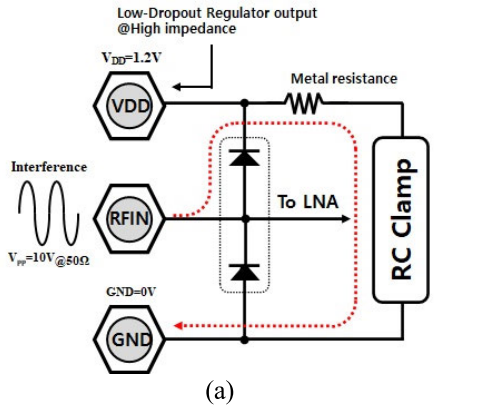 Low-Dropout Regulator output
@High impedance
VDD=1.2V
VDD
Metal resistance
Interference
RFIN
To LNA
RC Clamp
VPP=10V@50Ω
GND=0V
GND
(a)